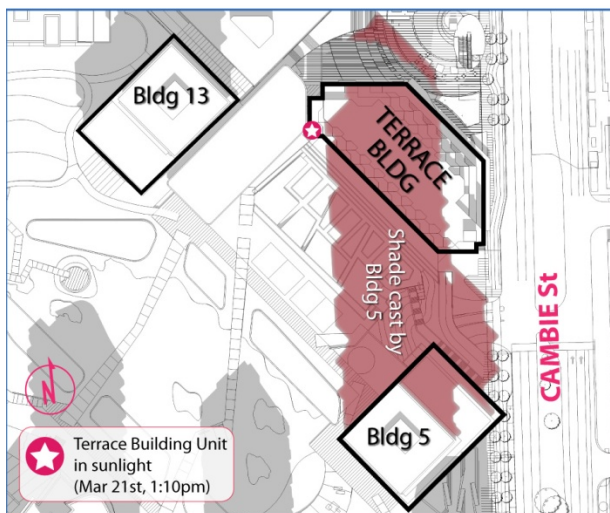 Bldg 13
TERRACE
BLDG
Shade cast by
Bldg 5
CAMBIE St
Bldg 5
N
Terrace Building Unit
in sunlight
(Mar 21st, 1:10pm)